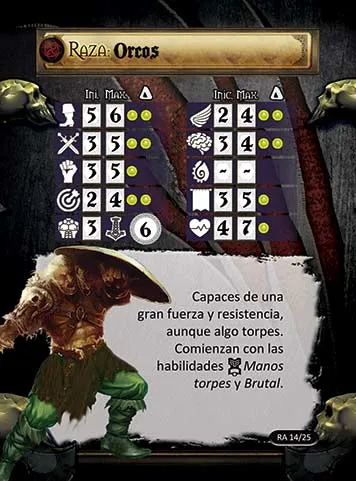 RAZA: Orcos
INI. MAX. INIC. MAX.
5 6 2 4
3 5 3 4
3 5 - -
2 4 3 5
3 6 4 7
Capaces de una
gran fuerza y resistencia,
aunque algo torpes.
Comienzan con las
habilidades Manos
torpes y Brutal.
RA 14/25